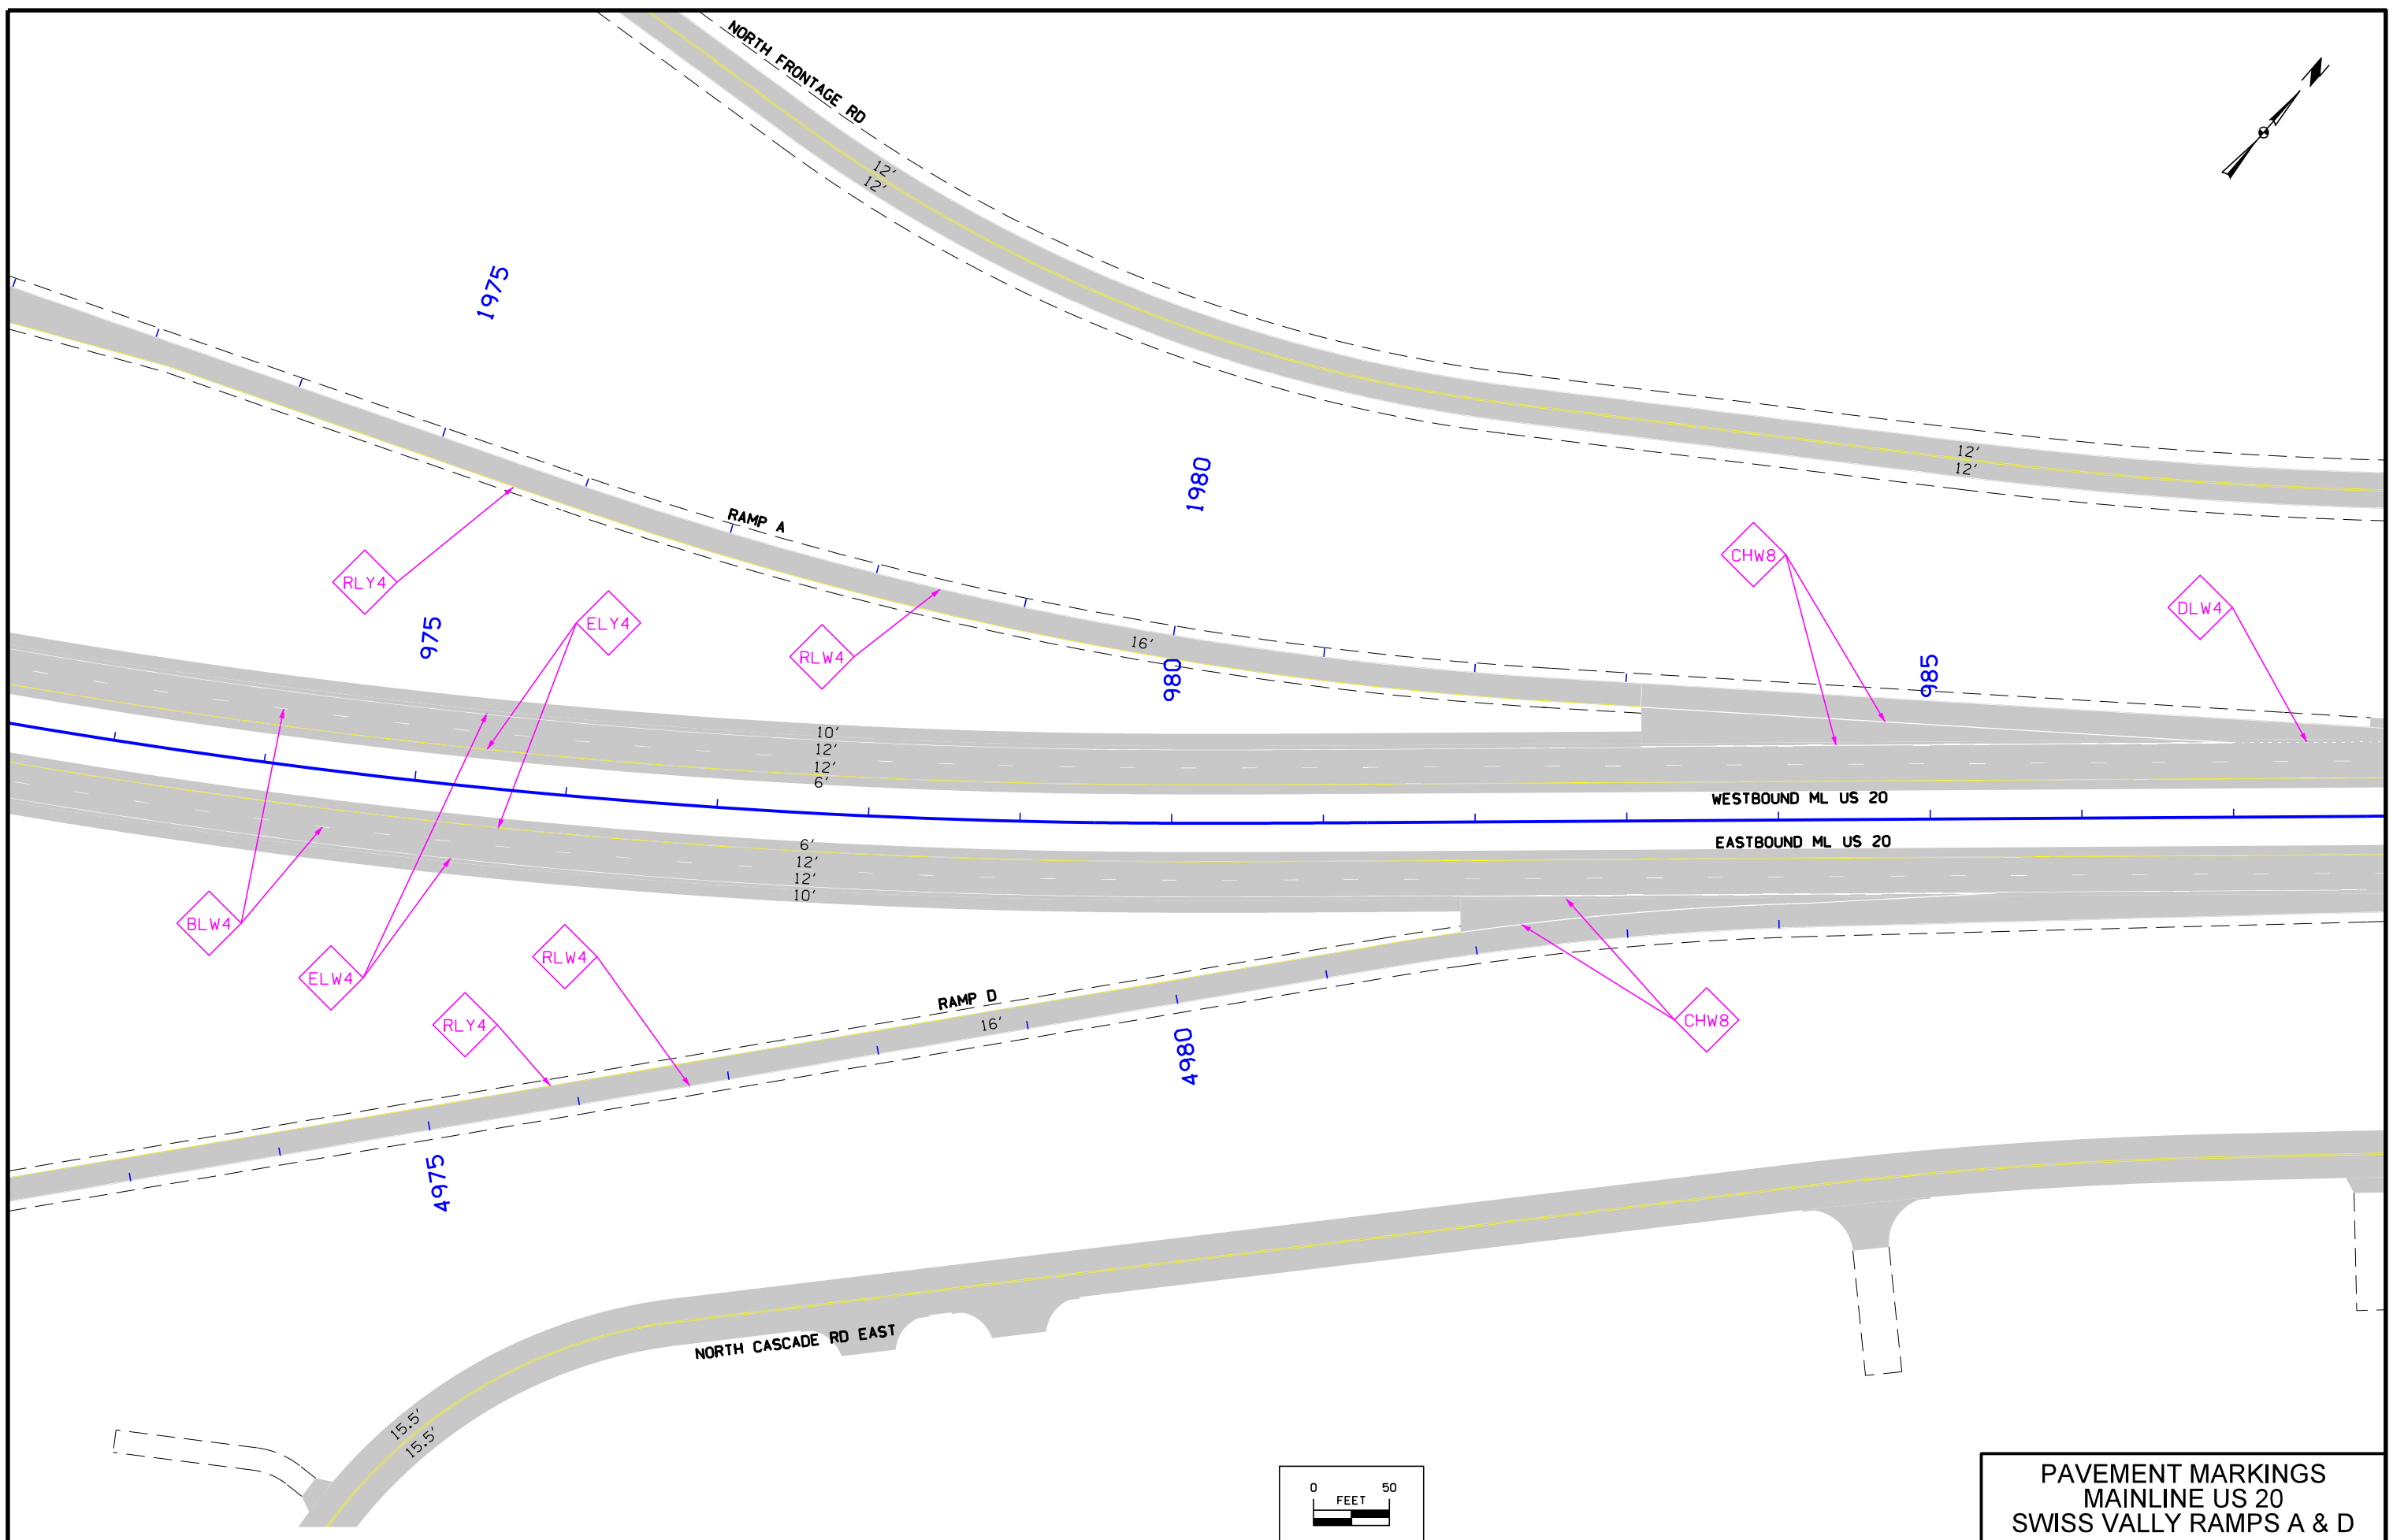 NORTH FRONTAGE RD
12'
12'
1975
1980
12'
12'
RAMP A
RLY4
ELY4
RLW4
CHW8
DLW4
975
16'
980
985
10'
12'
12'
6'
WESTBOUND ML US 20
EASTBOUND ML US 20
6'
12'
12'
10'
BLW4
ELW4
RLW4
RLY4
RAMP D
16'
CHW8
4980
4975
NORTH CASCADE RD EAST
15.5'
15.5'
0 50
FEET
PAVEMENT MARKINGS
MAINLINE US 20
SWISS VALLY RAMPS A & D